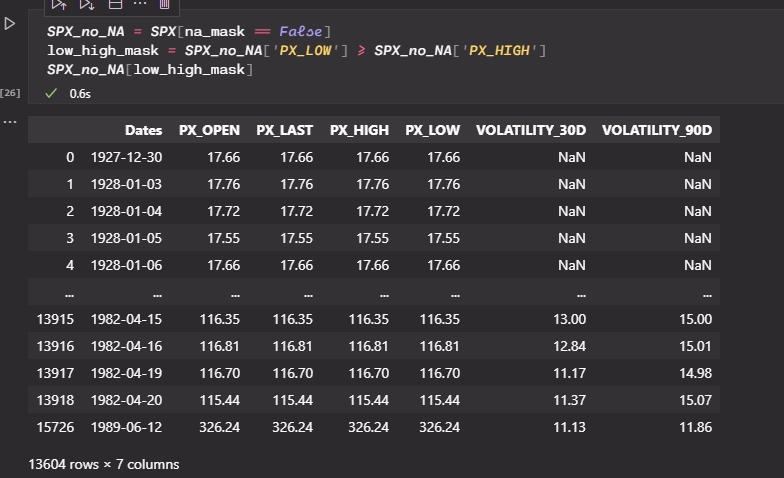 SPX_no_NA = SPX[na_mask == False]
low_high_mask = SPX_no_NA['PX_LOW'] >= SPX_no_NA['PX_HIGH']
SPX_no_NA[low_high_mask]
[26] ✓ 0.6s
...
Dates PX_OPEN PX_LAST PX_HIGH PX_LOW VOLATILITY_30D VOLATILITY_90D
0 1927-12-30 17.66 17.66 17.66 17.66 NaN NaN
1 1928-01-03 17.76 17.76 17.76 17.76 NaN NaN
2 1928-01-04 17.72 17.72 17.72 17.72 NaN NaN
3 1928-01-05 17.55 17.55 17.55 17.55 NaN NaN
4 1928-01-06 17.66 17.66 17.66 17.66 NaN NaN
... ... ... ... ... ... ... ...
13915 1982-04-15 116.35 116.35 116.35 116.35 13.00 15.00
13916 1982-04-16 116.81 116.81 116.81 116.81 12.84 15.01
13917 1982-04-19 116.70 116.70 116.70 116.70 11.17 14.98
13918 1982-04-20 115.44 115.44 115.44 115.44 11.37 15.07
15726 1989-06-12 326.24 326.24 326.24 326.24 11.13 11.86
13604 rows × 7 columns